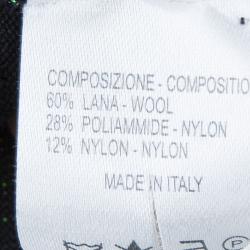 COMPOSIZIONE - COMPOSITIO
60% LANA - WOOL
28% POLIAMMIDE - NYLON
12% NYLON - NYLON
MADE IN ITALY